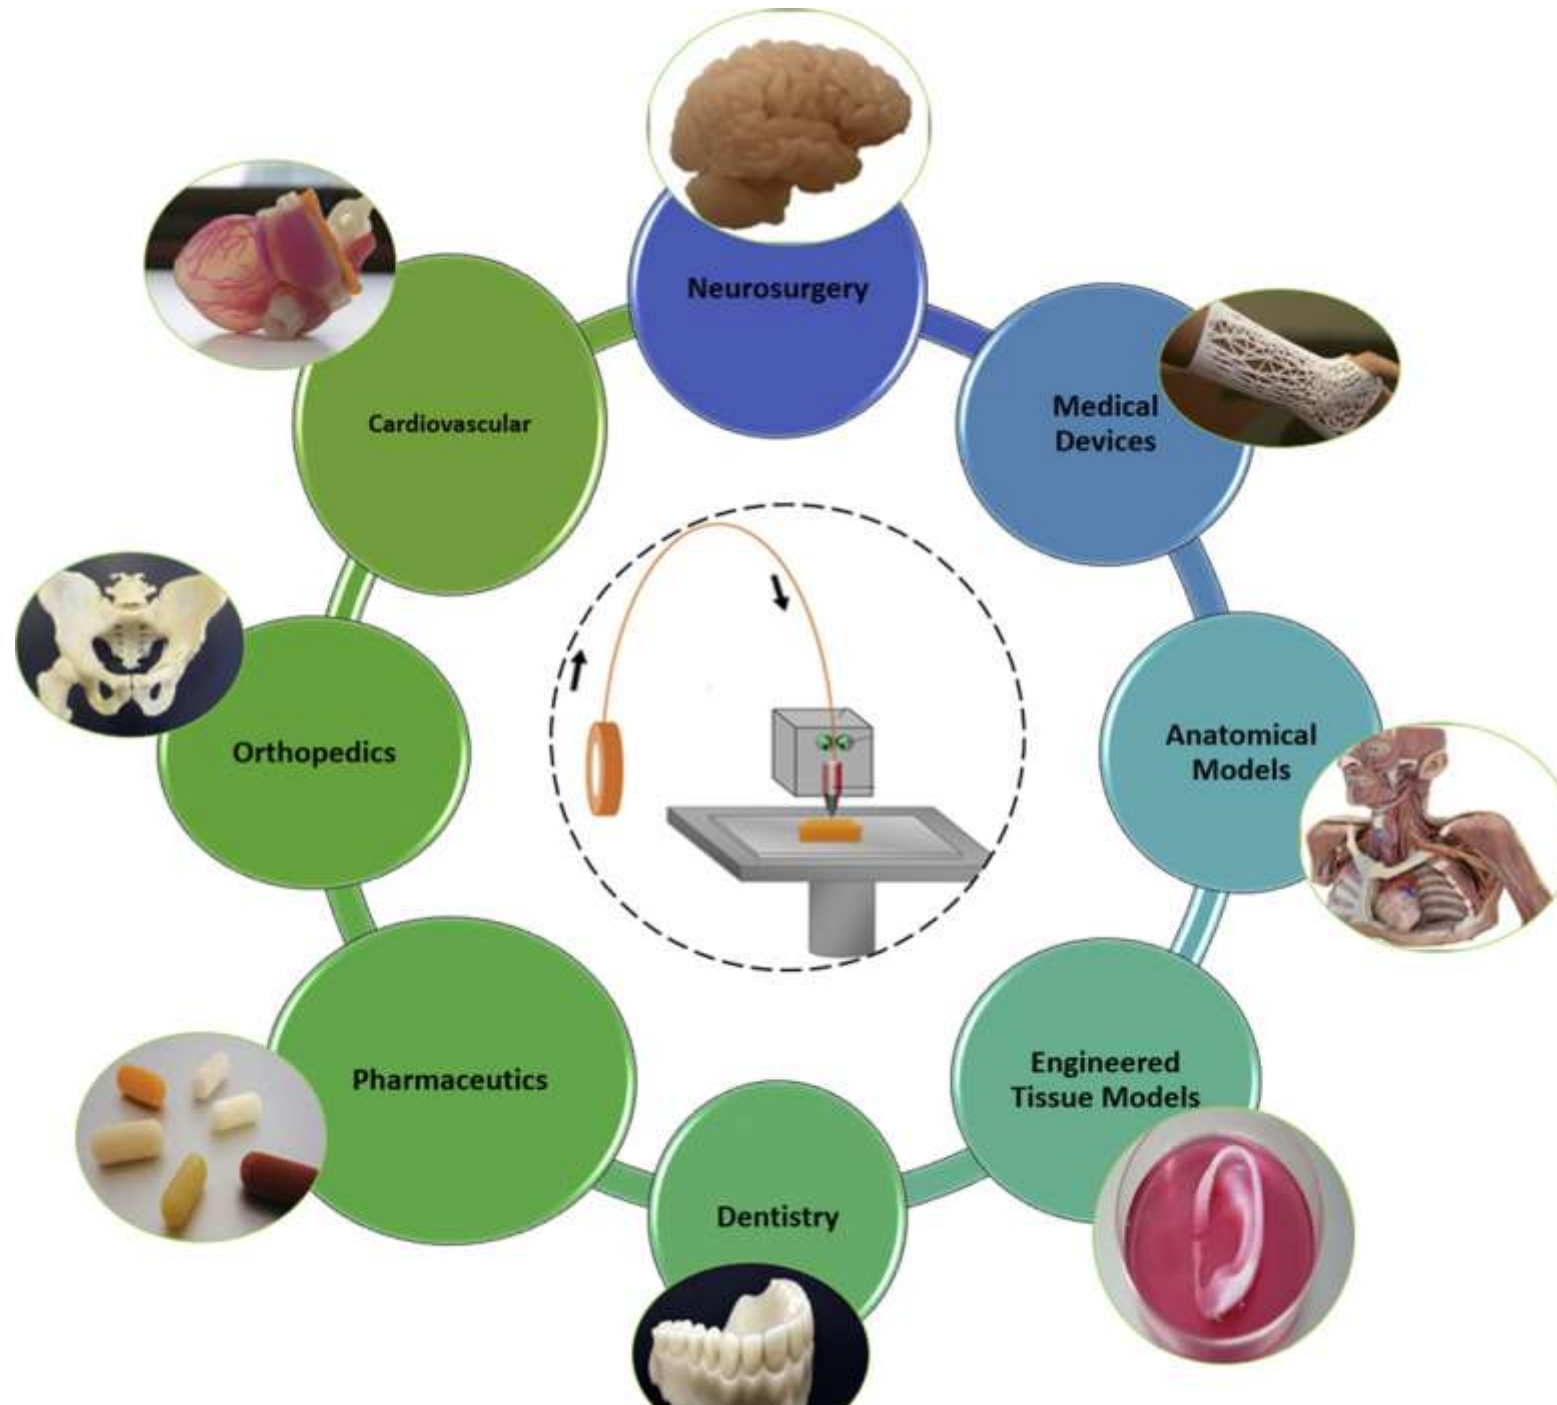 Neurosurgery
Medical
Devices
Anatomical
Models
Engineered
Tissue Models
Dentistry
Pharmaceutics
Orthopedics
Cardiovascular